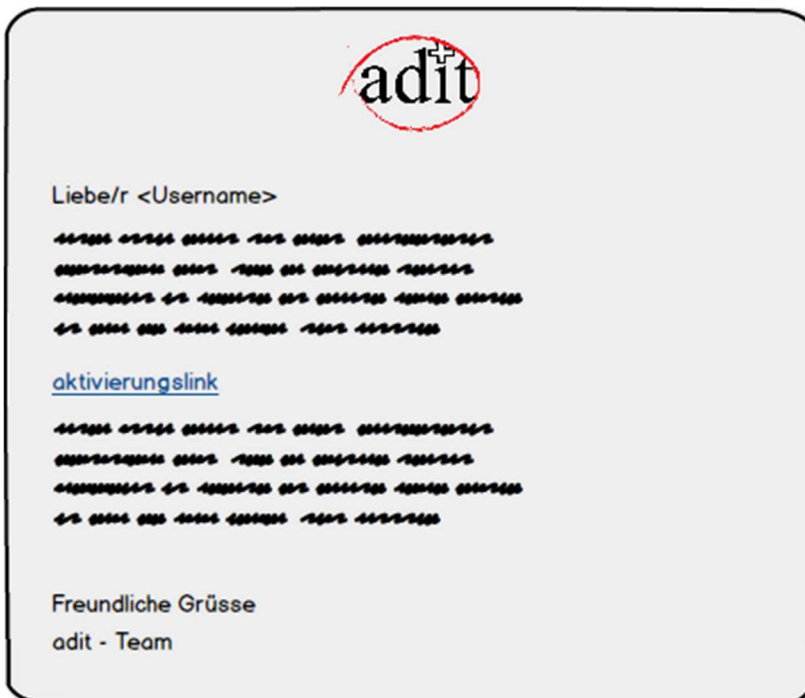 adit
Liebe/r <Username>
aktivierungslink
Freundliche Grüsse
adit - Team